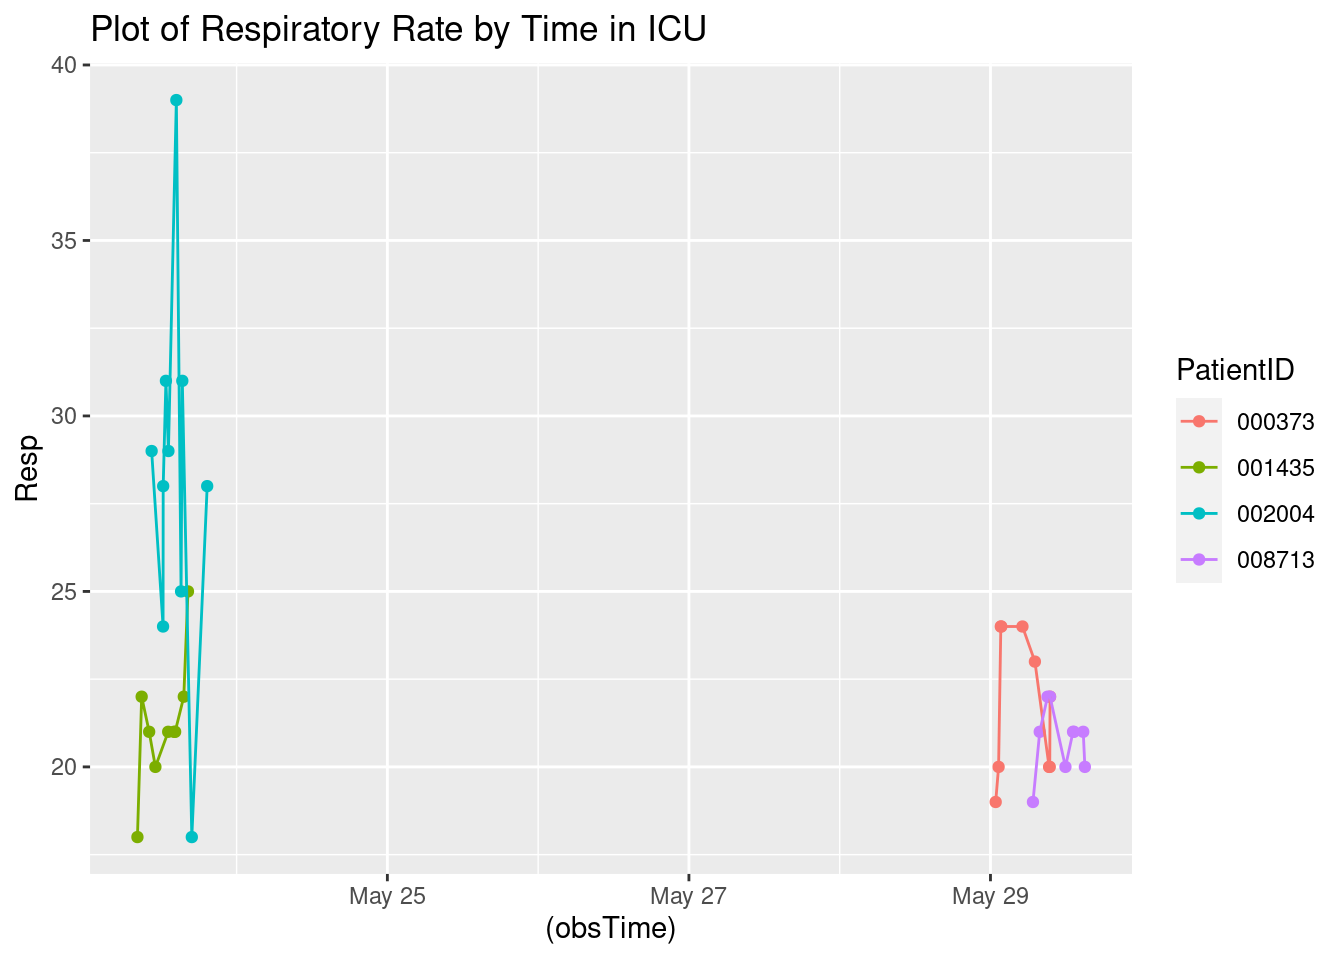 Plot of Respiratory Rate by Time in ICU
40
35
30
25
20
Resp
May 25
May 27
May 29
(obsTime)
PatientID
000373
001435
002004
008713